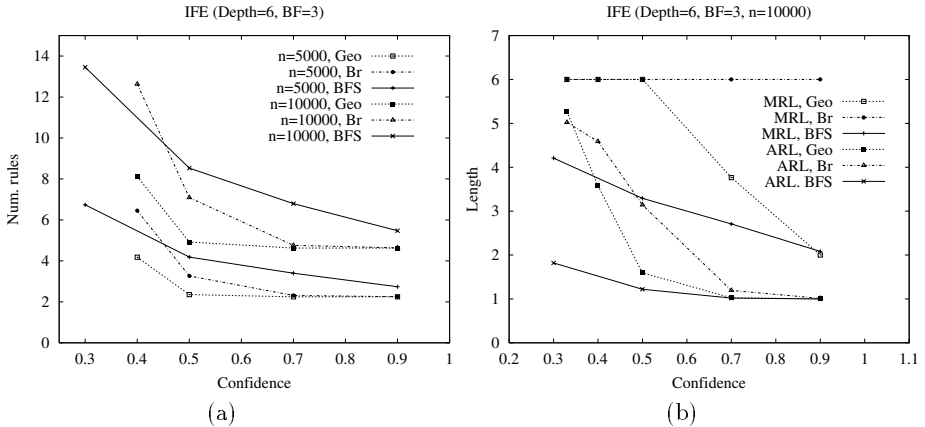 IFE (Depth=6, BF=3)
14
12
10
8
6
4
2
0
Num. rules
n=5000, Geo
n=5000, Br
n=5000, BFS
n=10000, Geo
n=10000, Br
n=10000, BFS
0.3 0.4 0.5 0.6 0.7 0.8 0.9 1
Confidence
(a)
IFE (Depth=6, BF=3, n=10000)
7
6
5
4
3
2
1
0
Length
MRL, Geo
MRL, Br
MRL, BFS
ARL, Geo
ARL, Br
ARL. BFS
0.2 0.3 0.4 0.5 0.6 0.7 0.8 0.9 1 1.1
Confidence
(b)